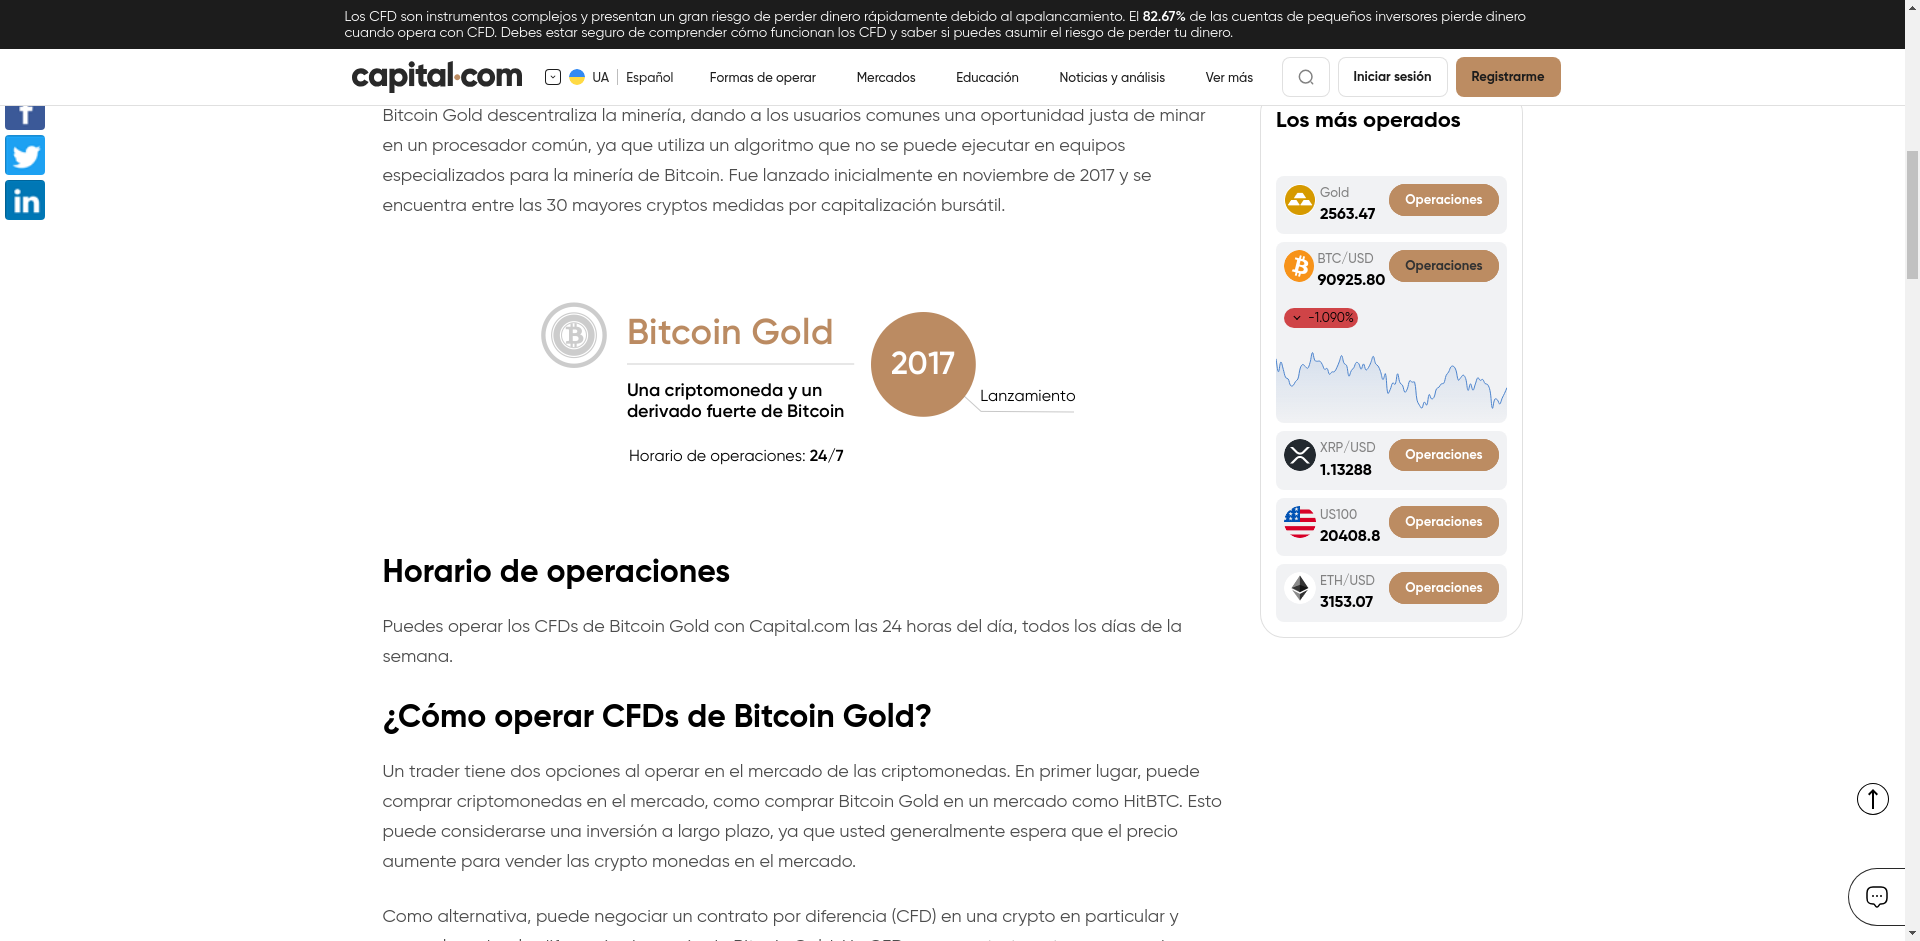 Los CFD son instrumentos complejos y presentan un gran riesgo de perder dinero rápidamente debido al apalancamiento. El 82.67% de las cuentas de pequeños inversores pierde dinero
cuando opera con CFD. Debes estar seguro de comprender cómo funcionan los CFD y saber si puedes asumir el riesgo de perder tu dinero.
capital.com
UA
Español
Formas de operar
Mercados
Educación
Noticias y análisis
Ver más
Iniciar sesión
Registrarme
Bitcoin Gold descentraliza la minería, dando a los usuarios comunes una oportunidad justa de minar
en un procesador común, ya que utiliza un algoritmo que no se puede ejecutar en equipos
especializados para la minería de Bitcoin. Fue lanzado inicialmente en noviembre de 2017 y se
encuentra entre las 30 mayores cryptos medidas por capitalización bursátil.
Bitcoin Gold
Una criptomoneda y un
derivado fuerte de Bitcoin
Horario de operaciones: 24/7
2017
Lanzamiento
Horario de operaciones
Puedes operar los CFDs de Bitcoin Gold con Capital.com las 24 horas del día, todos los días de la
semana.
¿Cómo operar CFDs de Bitcoin Gold?
Un trader tiene dos opciones al operar en el mercado de las criptomonedas. En primer lugar, puede
comprar criptomonedas en el mercado, como comprar Bitcoin Gold en un mercado como HitBTC. Esto
puede considerarse una inversión a largo plazo, ya que usted generalmente espera que el precio
aumente para vender las crypto monedas en el mercado.
Como alternativa, puede negociar un contrato por diferencia (CFD) en una crypto en particular y
Los más operados
Gold
2563.47
Operaciones
BTC/USD
90925.80
Operaciones
-1.090%
XRP/USD
1.13288
Operaciones
US100
20408.8
Operaciones
ETH/USD
3153.07
Operaciones